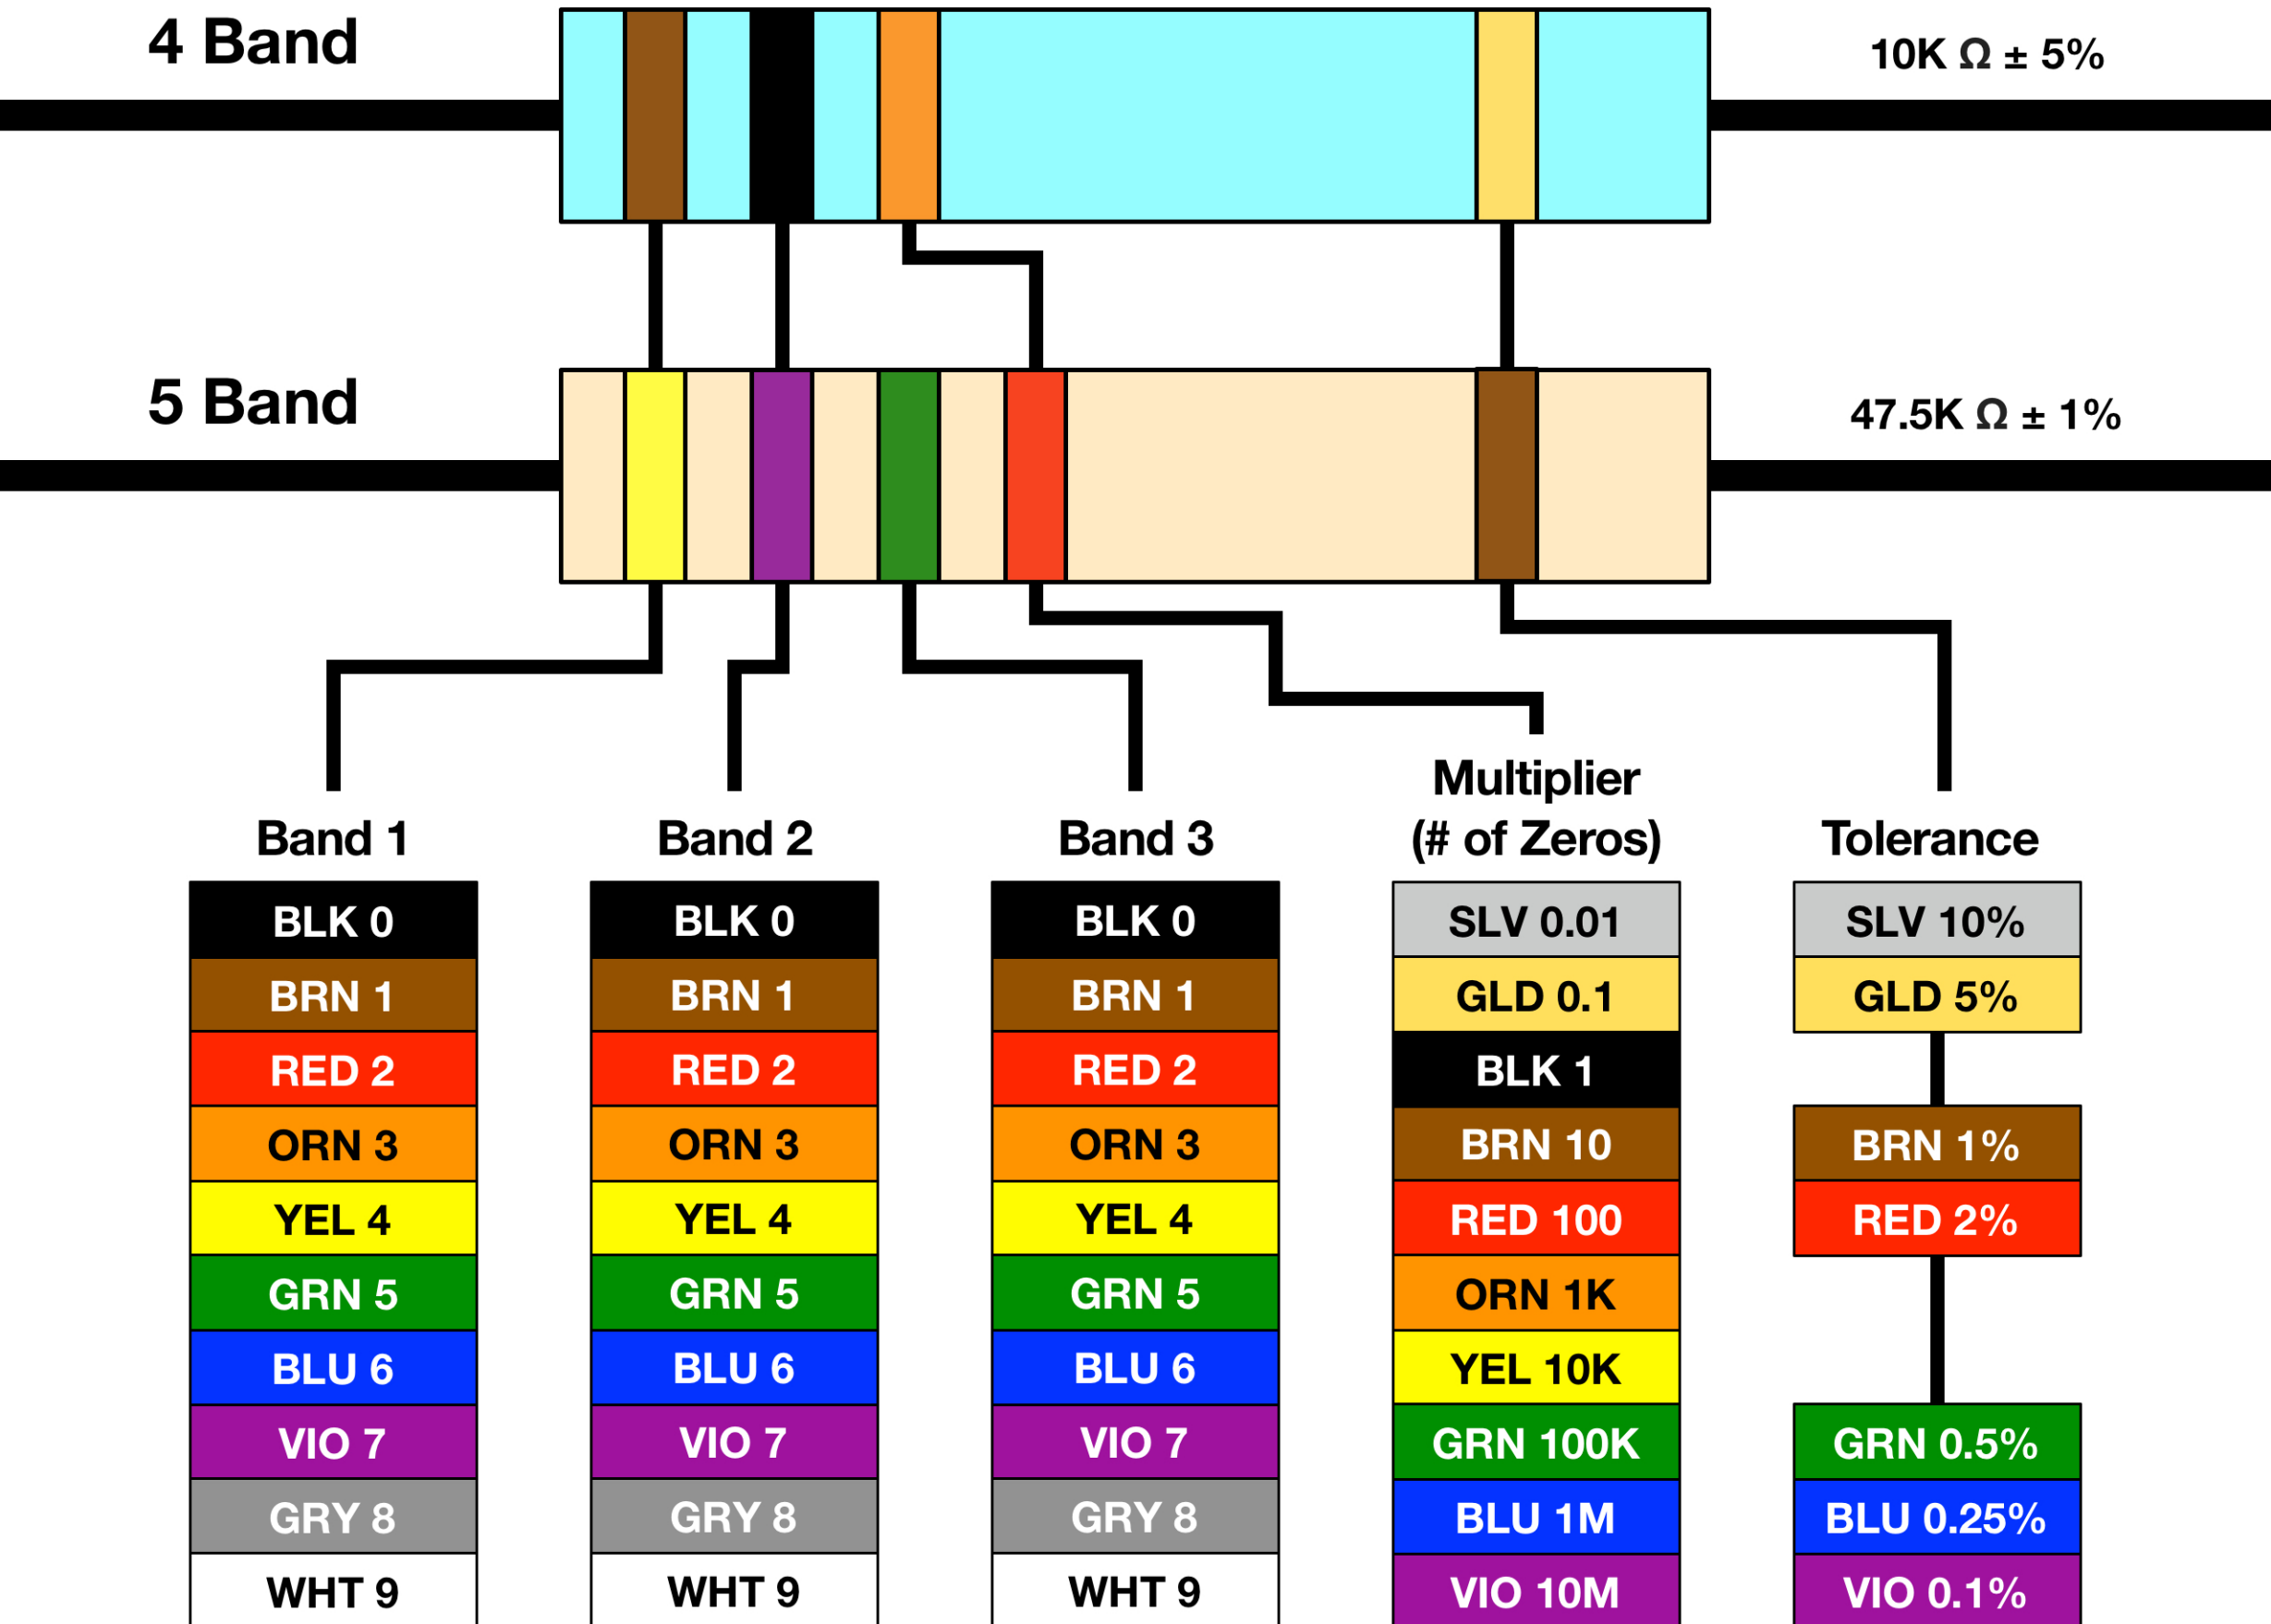 4 Band
10K Ω ± 5%
5 Band
47.5K Ω ± 1%
Band 1
BLK 0
BRN 1
RED 2
ORN 3
YEL 4
GRN 5
BLU 6
VIO 7
GRY 8
WHT 9
Band 2
BLK 0
BRN 1
RED 2
ORN 3
YEL 4
GRN 5
BLU 6
VIO 7
GRY 8
WHT 9
Band 3
BLK 0
BRN 1
RED 2
ORN 3
YEL 4
GRN 5
BLU 6
VIO 7
GRY 8
WHT 9
Multiplier
(# of Zeros)
SLV 0.01
GLD 0.1
BLK 1
BRN 10
RED 100
ORN 1K
YEL 10K
GRN 100K
BLU 1M
VIO 10M
Tolerance
SLV 10%
GLD 5%
BRN 1%
RED 2%
GRN 0.5%
BLU 0.25%
VIO 0.1%